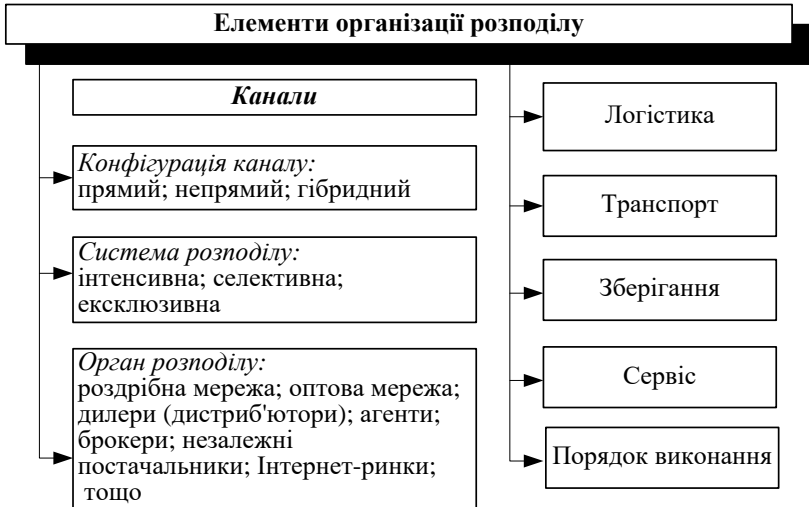 Елементи організації розподілу
Канали
Конфігурація каналу:
прямий; непрямий; гібридний
Система розподілу:
інтенсивна; селективна;
ексклюзивна
Орган розподілу:
роздрібна мережа; оптова мережа;
дилери (дистриб'ютори); агенти;
брокери; незалежні
постачальники; Інтернет-ринки;
тощо
Логістика
Транспорт
Зберігання
Сервіс
Порядок виконання